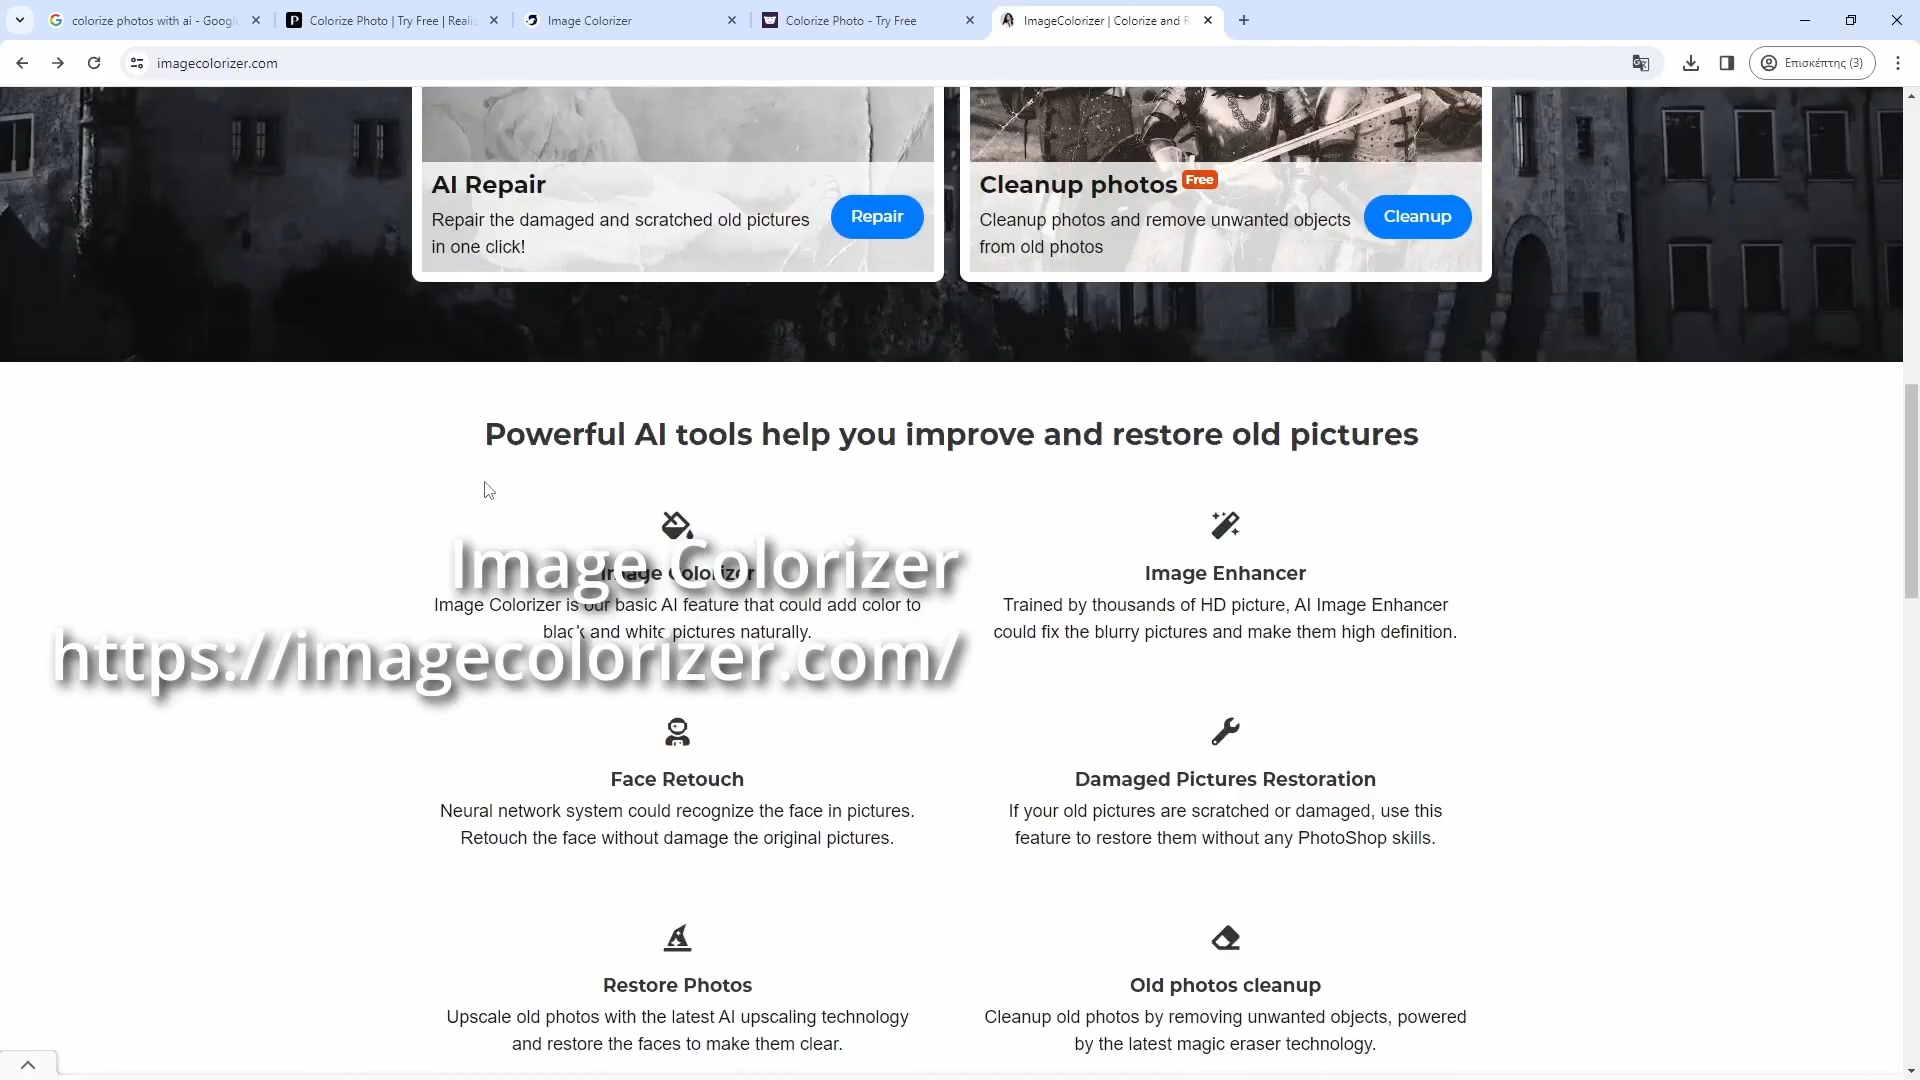 colorize photos with ai - Googl
Colorize Photo | Try Free | Realis
Image Colorizer
Colorize Photo - Try Free
ImageColorizer | Colorize and R
imagecolorizer.com
Επισκέπτης (3)
AI Repair
Repair the damaged and scratched old pictures
in one click!
Repair
Cleanup photos Free
Cleanup photos and remove unwanted objects
from old photos
Cleanup
Powerful AI tools help you improve and restore old pictures
Image Colorizer
Image Colorizer is our basic AI feature that could add color to
black and white pictures naturally.
Image Enhancer
Trained by thousands of HD picture, AI Image Enhancer
could fix the blurry pictures and make them high definition.
Image Colorizer
https://imagecolorizer.com/
Face Retouch
Neural network system could recognize the face in pictures.
Retouch the face without damage the original pictures.
Damaged Pictures Restoration
If your old pictures are scratched or damaged, use this
feature to restore them without any PhotoShop skills.
Restore Photos
Upscale old photos with the latest AI upscaling technology
and restore the faces to make them clear.
Old photos cleanup
Cleanup old photos by removing unwanted objects, powered
by the latest magic eraser technology.